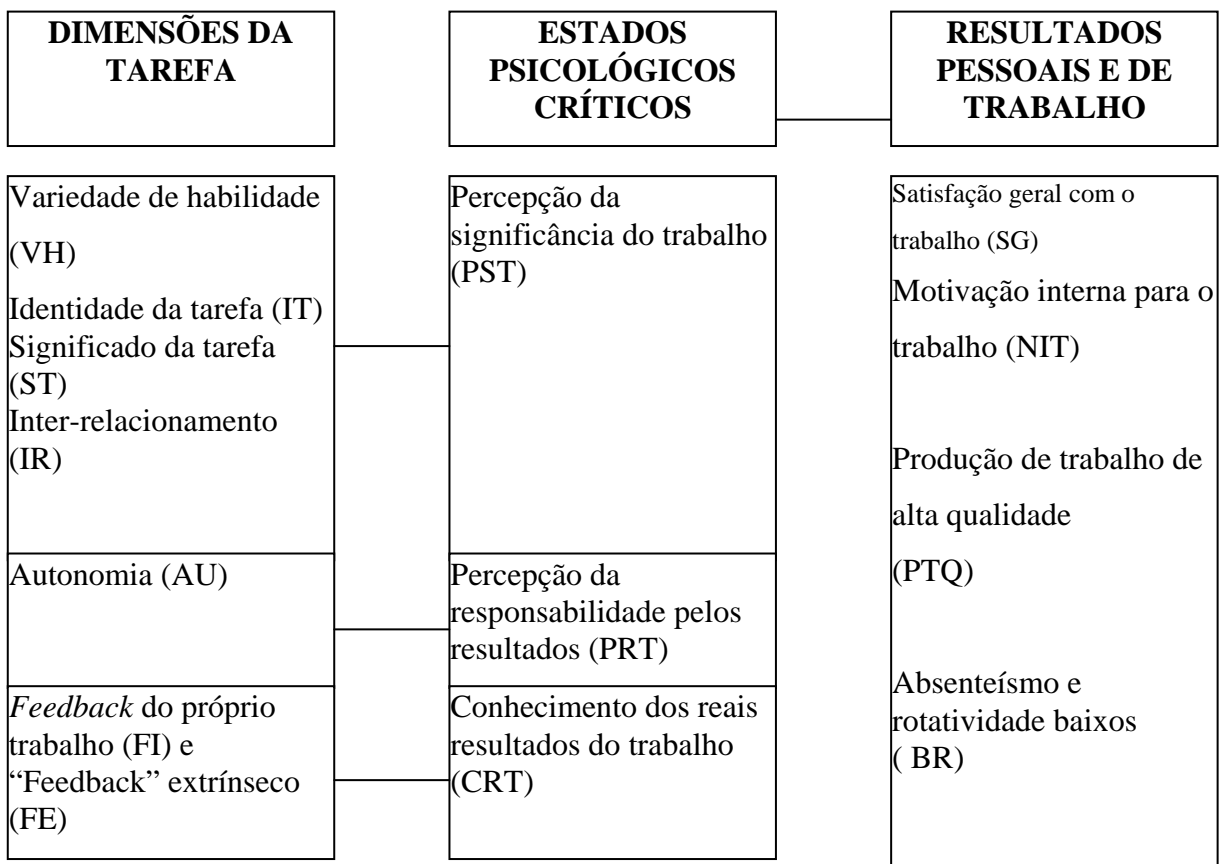 DIMENSÕES DA
TAREFA
ESTADOS
PSICOLÓGICOS
CRÍTICOS
RESULTADOS
PESSOAIS E DE
TRABALHO
Variedade de habilidade
(VH)
Identidade da tarefa (IT)
Significado da tarefa
(ST)
Inter-relacionamento
(IR)
Percepção da
significância do trabalho
(PST)
Autonomia (AU)
Percepção da
responsabilidade pelos
resultados (PRT)
Feedback do próprio
trabalho (FI) e
“Feedback” extrínseco
(FE)
Conhecimento dos reais
resultados do trabalho
(CRT)
Satisfação geral com o
trabalho (SG)
Motivação interna para o
trabalho (NIT)
Produção de trabalho de
alta qualidade
(PTQ)
Absenteísmo e
rotatividade baixos
( BR)